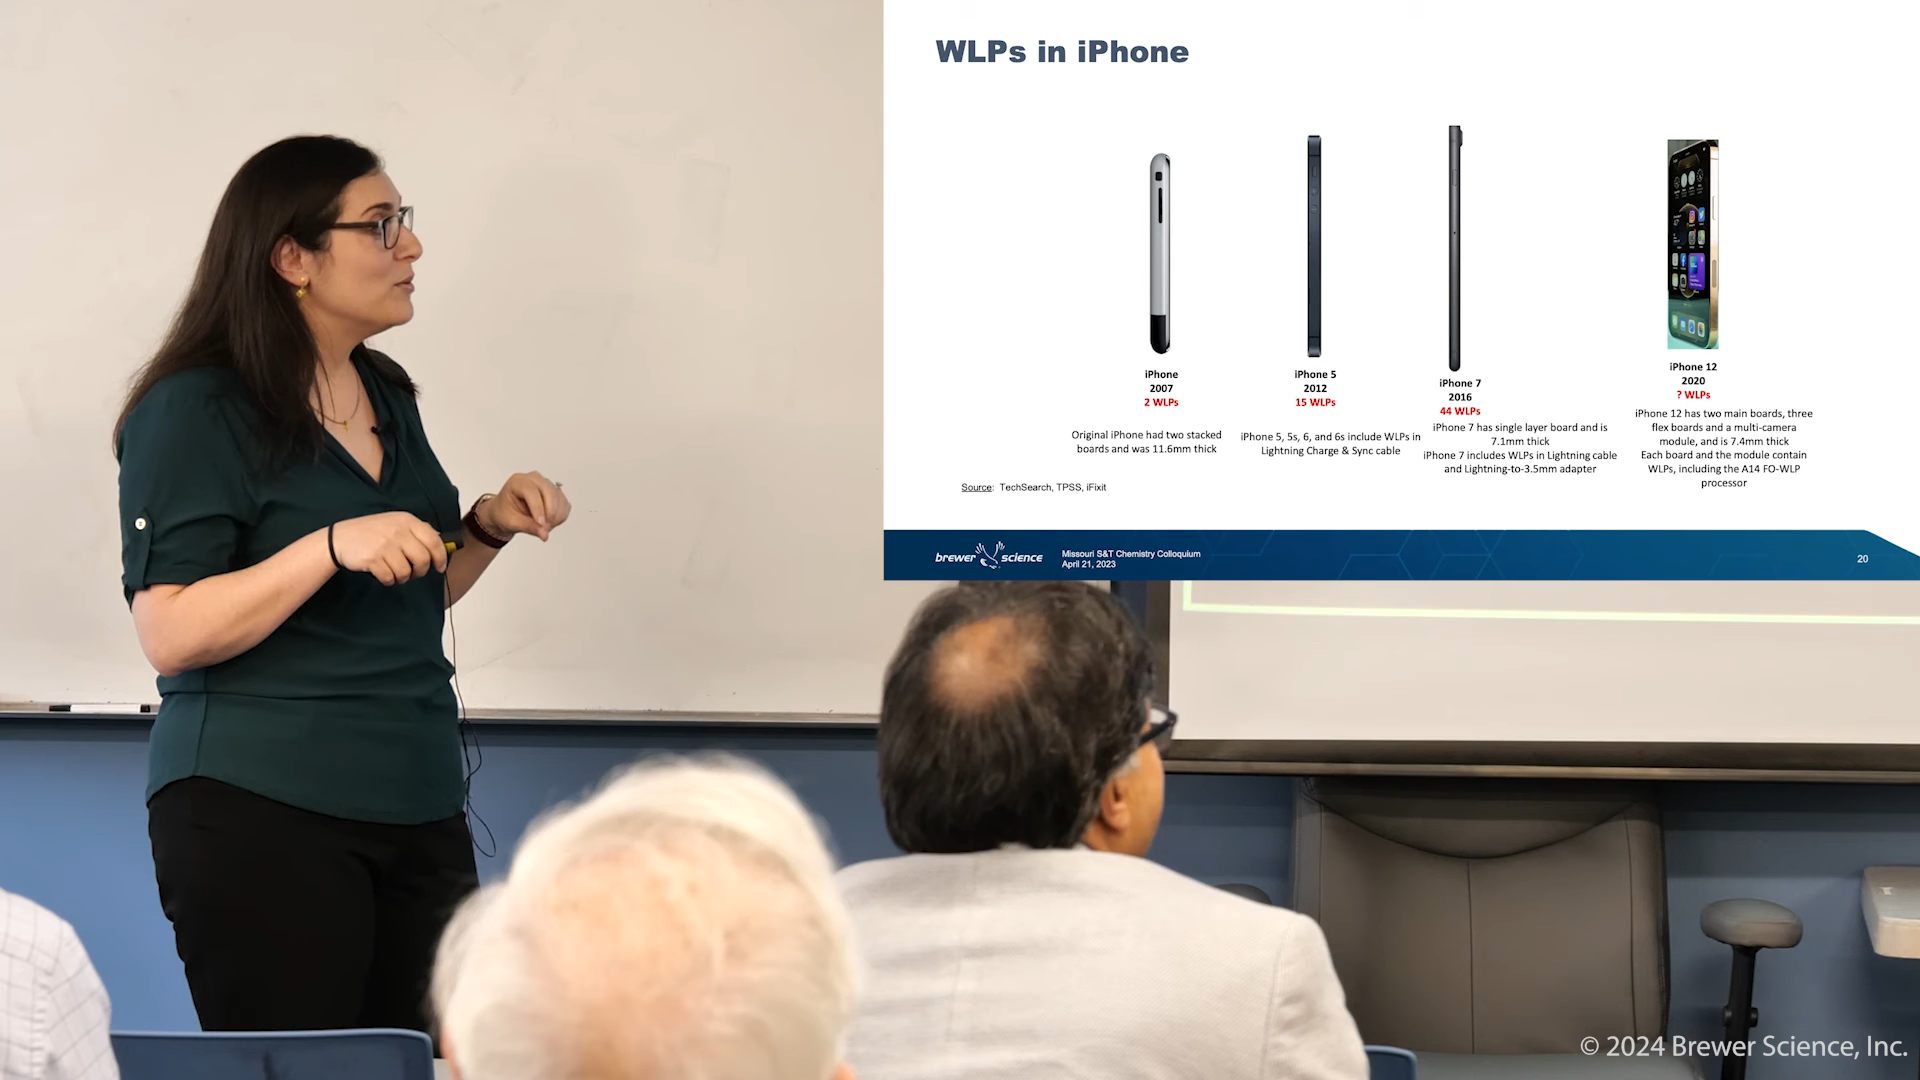 WLPs in iPhone
iPhone
2007
2 WLPs
Original iPhone had two stacked
boards and was 11.6mm thick
iPhone 5
2012
15 WLPs
iPhone 5, 5s, 6, and 6s include WLPs in
Lightning Charge & Sync cable
iPhone 7
2016
44 WLPs
iPhone 7 has single layer board and is
7.1mm thick
iPhone 7 includes WLPs in Lightning cable
and Lightning-to-3.5mm adapter
iPhone 12
2020
? WLPs
iPhone 12 has two main boards, three
flex boards and a multi-camera
module, and is 7.4mm thick
Each board and the module contain
WLPs, including the A14 FO-WLP
processor
Source: TechSearch, TPSS, iFixit
brewer science
Missouri S&T Chemistry Colloquium
April 21, 2023
20
© 2024 Brewer Science, Inc.